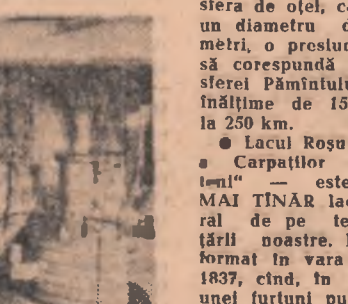 sfera de oțel, c
un diametru d
metri, o presiun
să corespundă
sferei Pămîntulu
înălțime de 15
la 250 km.
● Lacul Roșu
a Carpaților
este
MAI TÎNĂR lac
ral de pe te
țării noastre.
format în vara
1837, cînd, în
unei furtuni pu